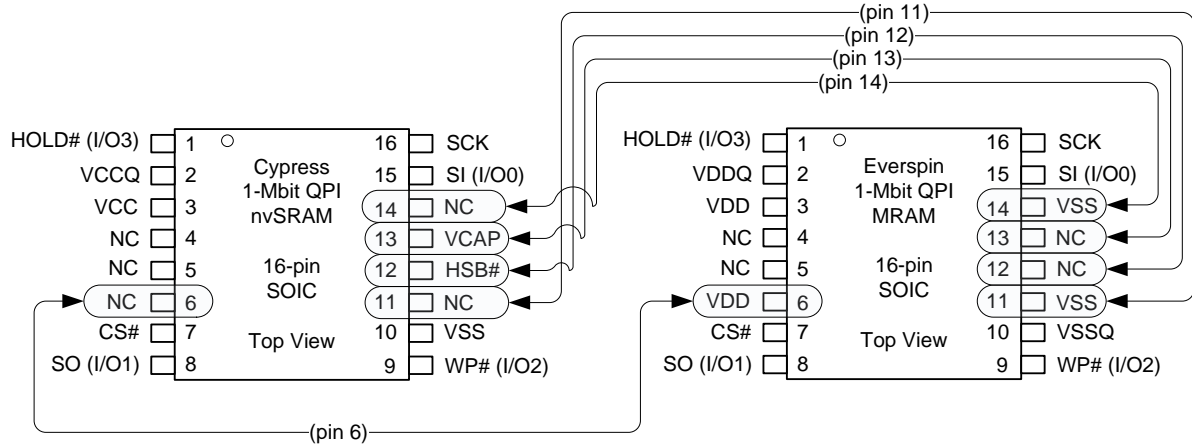 (pin 11)
(pin 12)
(pin 13)
(pin 14)
HOLD# (I/O3) 1
VCCQ 2
VCC 3
NC 4
NC 5
NC 6
CS# 7
SO (I/O1) 8
Cypress
1-Mbit QPI
nvSRAM
16-pin
SOIC
Top View
16 SCK
15 SI (I/O0)
14 NC
13 VCAP
12 HSB#
11 NC
10 VSS
9 WP# (I/O2)
HOLD# (I/O3) 1
VDDQ 2
VDD 3
NC 4
NC 5
VDD 6
CS# 7
SO (I/O1) 8
Everspin
1-Mbit QPI
MRAM
16-pin
SOIC
Top View
16 SCK
15 SI (I/O0)
14 VSS
13 NC
12 NC
11 VSS
10 VSSQ
9 WP# (I/O2)
(pin 6)